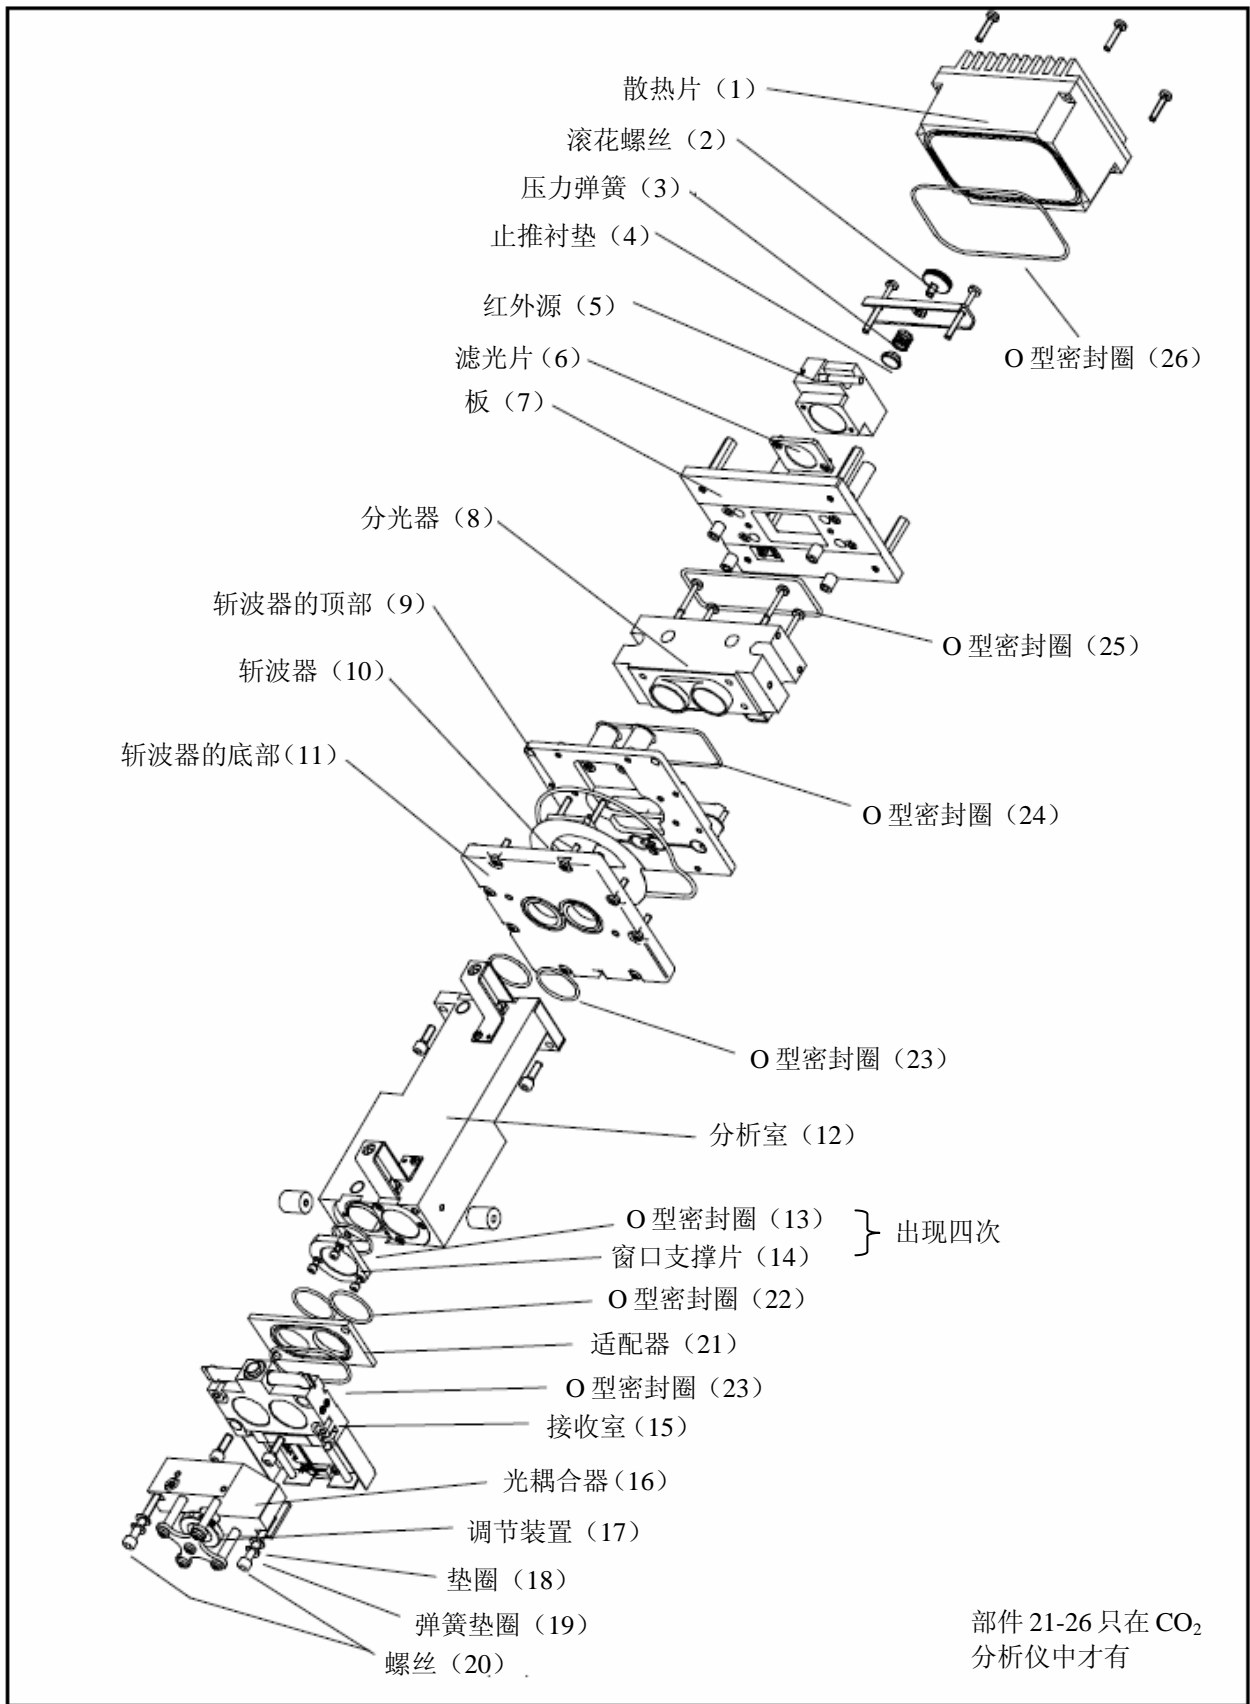 散热片（1）
滚花螺丝（2）
压力弹簧（3）
止推衬垫（4）
红外源（5）
O 型密封圈（26）
滤光片（6）
板（7）
分光器（8）
斩波器的顶部（9）
O 型密封圈（25）
斩波器（10）
斩波器的底部（11）
O 型密封圈（24）
O 型密封圈（23）
分析室（12）
O 型密封圈（13）
出现四次
窗口支撑片（14）
O 型密封圈（22）
适配器（21）
O 型密封圈（23）
接收室（15）
光耦合器（16）
调节装置（17）
垫圈（18）
弹簧垫圈（19）
螺丝（20）
部件 21-26 只在 CO₂
分析仪中才有